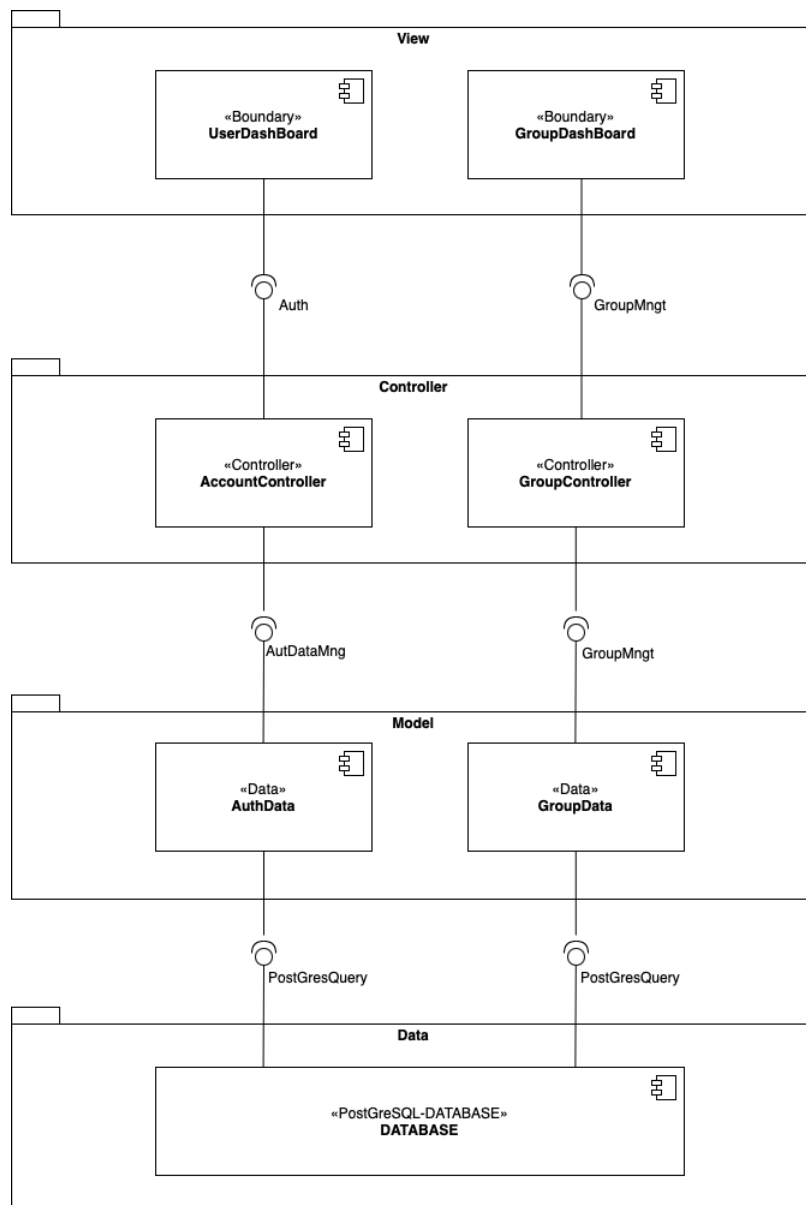 View
«Boundary»
UserDashBoard
«Boundary»
GroupDashBoard
Auth
GroupMngt
Controller
«Controller»
AccountController
«Controller»
GroupController
AutDataMng
GroupMngt
Model
«Data»
AuthData
«Data»
GroupData
PostGresQuery
PostGresQuery
Data
«PostGreSQL-DATABASE»
DATABASE